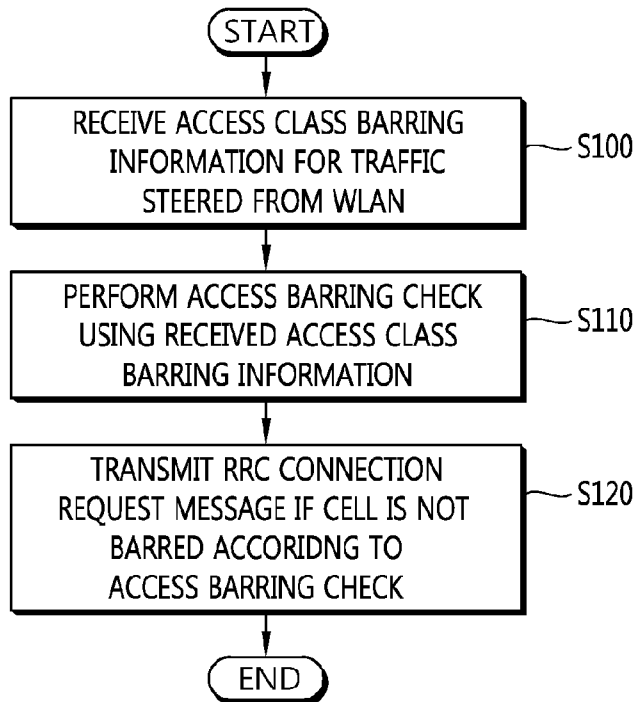 START
RECEIVE ACCESS CLASS BARRING
INFORMATION FOR TRAFFIC
STEERED FROM WLAN
S100
PERFORM ACCESS BARRING CHECK
USING RECEIVED ACCESS CLASS
BARRING INFORMATION
S110
TRANSMIT RRC CONNECTION
REQUEST MESSAGE IF CELL IS NOT
BARRED ACCORIDNG TO
ACCESS BARRING CHECK
S120
END